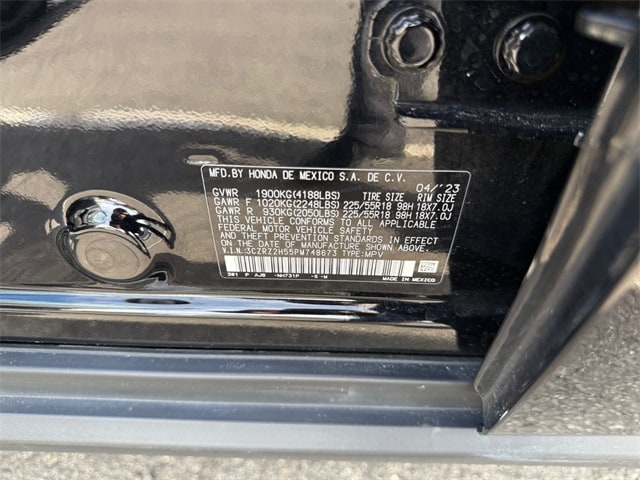 MFD.BY HONDA DE MEXICO S.A. DE C.V.
04/'23
GVWR 1900KG(4188LBS) TIRE SIZE RIM SIZE
GAWR F 1020KG(2248LBS) 225/55R18 98H 18X7.0J
GAWR R 930KG(2050LBS) 225/55R18 98H 18X7.0J
THIS VEHICLE CONFORMS TO ALL APPLICABLE
FEDERAL MOTOR VEHICLE SAFETY
AND THEFT PREVENTION STANDARDS IN EFFECT
ON THE DATE OF MANUFACTURE SHOWN ABOVE.
V.I.N:3CZRZ2H55PM748673 TYPE:MPV
301 P AJ0 NH731P -B -M MADE IN MEXICO